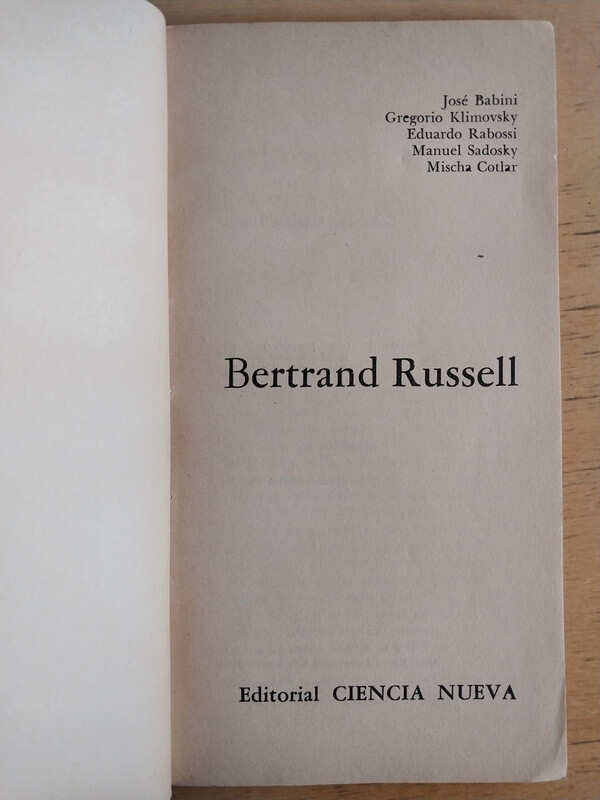 José Babini
Gregorio Klimovsky
Eduardo Rabossi
Manuel Sadosky
Mischa Cotlar
Bertrand Russell
Editorial CIENCIA NUEVA